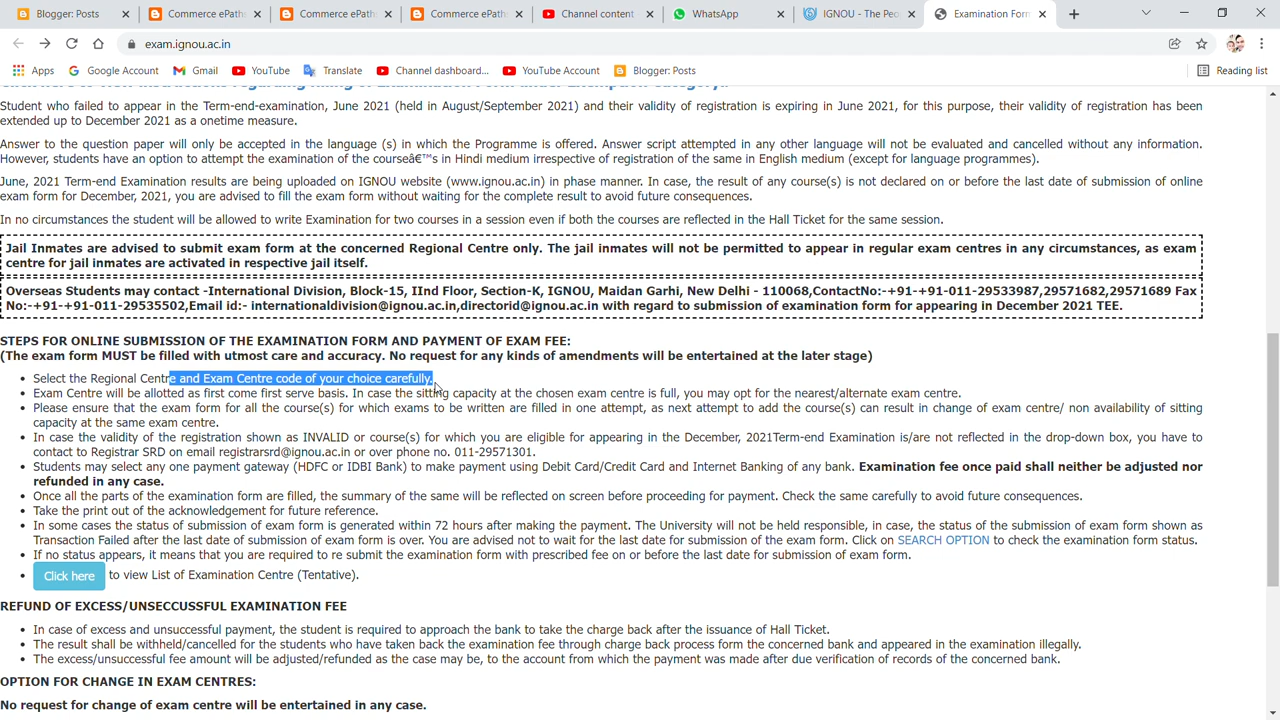 Blogger: Posts
Commerce ePath
Commerce ePath
Commerce ePath
Channel content
WhatsApp
IGNOU - The Peo
Examination Form
exam.ignou.ac.in
Apps
Google Account
Gmail
YouTube
Translate
Channel dashboard...
YouTube Account
Blogger: Posts
Reading list
Student who failed to appear in the Term-end-examination, June 2021 (held in August/September 2021) and their validity of registration is expiring in June 2021, for this purpose, their validity of registration has been
extended up to December 2021 as a onetime measure.
Answer to the question paper will only be accepted in the language (s) in which the Programme is offered. Answer script attempted in any other language will not be evaluated and cancelled without any information.
However, students have an option to attempt the examination of the courseâ€™s in Hindi medium irrespective of registration of the same in English medium (except for language programmes).
June, 2021 Term-end Examination results are being uploaded on IGNOU website (www.ignou.ac.in) in phase manner. In case, the result of any course(s) is not declared on or before the last date of submission of online
exam form for December, 2021, you are advised to fill the exam form without waiting for the complete result to avoid future consequences.
In no circumstances the student will be allowed to write Examination for two courses in a session even if both the courses are reflected in the Hall Ticket for the same session.
Jail Inmates are advised to submit exam form at the concerned Regional Centre only. The jail inmates will not be permitted to appear in regular exam centres in any circumstances, as exam
centre for jail inmates are activated in respective jail itself.
Overseas Students may contact -International Division, Block-15, IInd Floor, Section-K, IGNOU, Maidan Garhi, New Delhi - 110068,ContactNo:-+91-+91-011-29533987,29571682,29571689 Fax
No:-+91-+91-011-29535502,Email id:- internationaldivision@ignou.ac.in,directorid@ignou.ac.in with regard to submission of examination form for appearing in December 2021 TEE.
STEPS FOR ONLINE SUBMISSION OF THE EXAMINATION FORM AND PAYMENT OF EXAM FEE:
(The exam form MUST be filled with utmost care and accuracy. No request for any kinds of amendments will be entertained at the later stage)
• Select the Regional Centre and Exam Centre code of your choice carefully.
• Exam Centre will be allotted as first come first serve basis. In case the sitting capacity at the chosen exam centre is full, you may opt for the nearest/alternate exam centre.
• Please ensure that the exam form for all the course(s) for which exams to be written are filled in one attempt, as next attempt to add the course(s) can result in change of exam centre/ non availability of sitting
capacity at the same exam centre.
• In case the validity of the registration shown as INVALID or course(s) for which you are eligible for appearing in the December, 2021Term-end Examination is/are not reflected in the drop-down box, you have to
contact to Registrar SRD on email registrarsrd@ignou.ac.in or over phone no. 011-29571301.
• Students may select any one payment gateway (HDFC or IDBI Bank) to make payment using Debit Card/Credit Card and Internet Banking of any bank. Examination fee once paid shall neither be adjusted nor
refunded in any case.
• Once all the parts of the examination form are filled, the summary of the same will be reflected on screen before proceeding for payment. Check the same carefully to avoid future consequences.
• Take the print out of the acknowledgement for future reference.
• In some cases the status of submission of exam form is generated within 72 hours after making the payment. The University will not be held responsible, in case, the status of the submission of exam form shown as
Transaction Failed after the last date of submission of exam form is over. You are advised not to wait for the last date for submission of the exam form. Click on SEARCH OPTION to check the examination form status.
• If no status appears, it means that you are required to re submit the examination form with prescribed fee on or before the last date for submission of exam form.
• Click here to view List of Examination Centre (Tentative).
REFUND OF EXCESS/UNSECCUSSFUL EXAMINATION FEE
• In case of excess and unsuccessful payment, the student is required to approach the bank to take the charge back after the issuance of Hall Ticket.
• The result shall be withheld/cancelled for the students who have taken back the examination fee through charge back process form the concerned bank and appeared in the examination illegally.
• The excess/unsuccessful fee amount will be adjusted/refunded as the case may be, to the account from which the payment was made after due verification of records of the concerned bank.
OPTION FOR CHANGE IN EXAM CENTRES:
No request for change of exam centre will be entertained in any case.